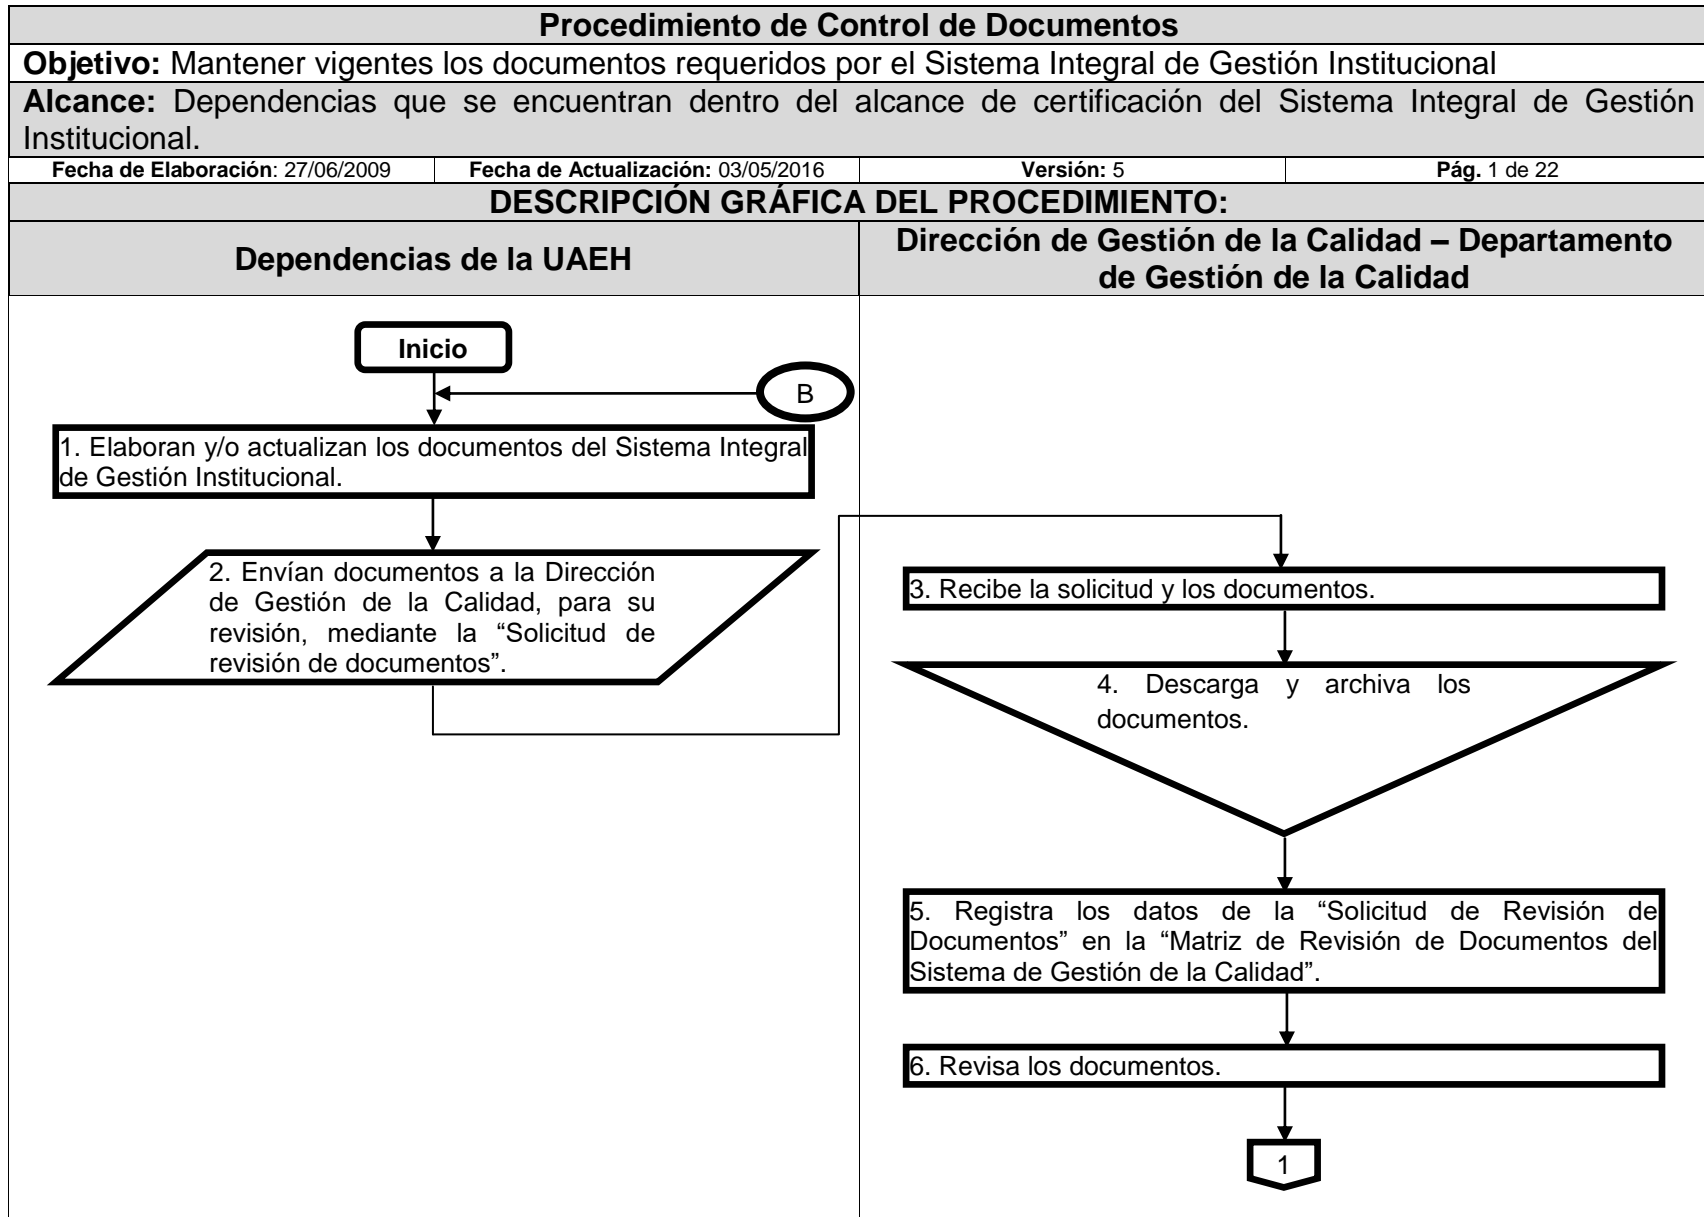 Procedimiento de Control de Documentos
Objetivo: Mantener vigentes los documentos requeridos por el Sistema Integral de Gestión Institucional
Alcance: Dependencias que se encuentran dentro del alcance de certificación del Sistema Integral de Gestión
Institucional.
Fecha de Elaboración: 27/06/2009 Fecha de Actualización: 03/05/2016 Versión: 5 Pág. 1 de 22
DESCRIPCIÓN GRÁFICA DEL PROCEDIMIENTO:
Dependencias de la UAEH
Dirección de Gestión de la Calidad – Departamento
de Gestión de la Calidad
Inicio
B
1. Elaboran y/o actualizan los documentos del Sistema Integral
de Gestión Institucional.
2. Envían documentos a la Dirección
de Gestión de la Calidad, para su
revisión, mediante la “Solicitud de
revisión de documentos”.
3. Recibe la solicitud y los documentos.
4. Descarga y archiva los
documentos.
5. Registra los datos de la “Solicitud de Revisión de
Documentos” en la “Matriz de Revisión de Documentos del
Sistema de Gestión de la Calidad”.
6. Revisa los documentos.
1